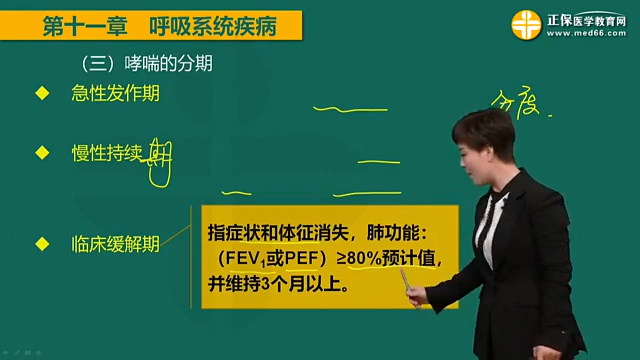 第十一章 呼吸系统疾病
正保医学教育网
www.med66.com
（三）哮喘的分期
◆ 急性发作期
分度.
◆ 慢性持续期
◆ 临床缓解期
指症状和体征消失，肺功能：
（FEV₁或PEF）≥80%预计值，
并维持3个月以上。